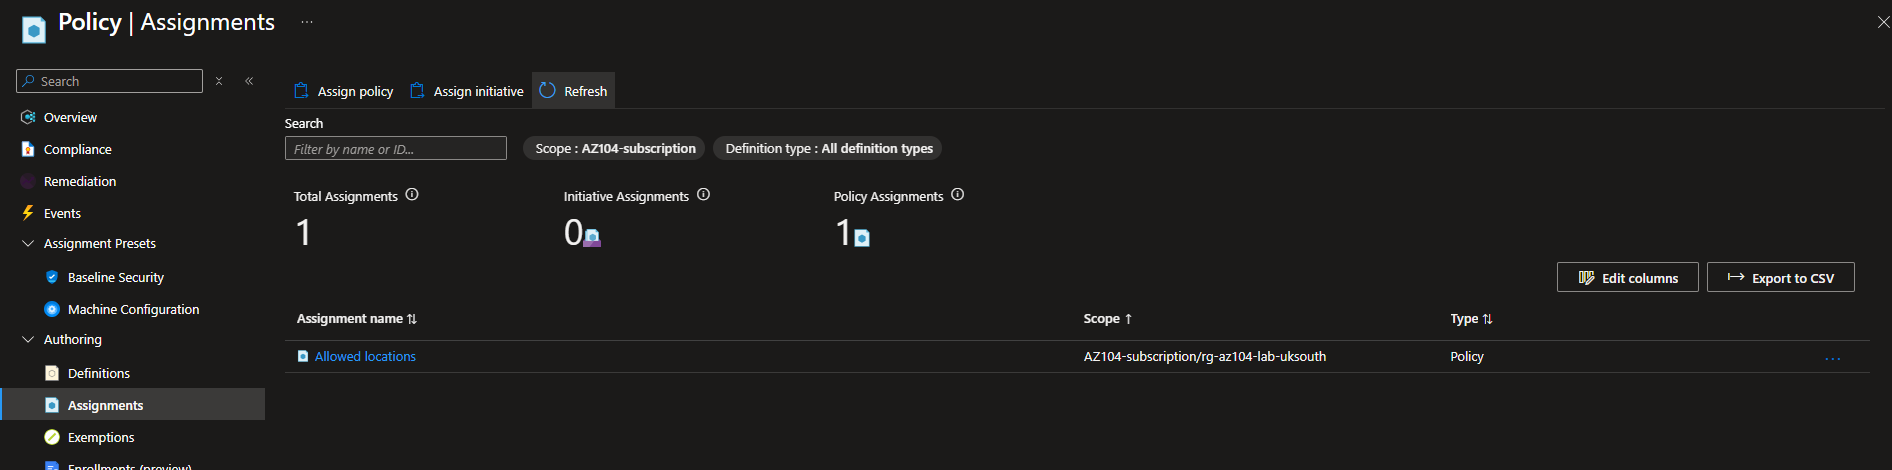 Policy | Assignments ...
Search
Overview
Compliance
Remediation
Events
Assignment Presets
Baseline Security
Machine Configuration
Authoring
Definitions
Assignments
Exemptions
Enrollments (preview)
Assign policy Assign initiative Refresh
Search
Filter by name or ID... Scope : AZ104-subscription Definition type : All definition types
Total Assignments Initiative Assignments Policy Assignments
1 0 1
Edit columns Export to CSV
Assignment name Scope Type
Allowed locations AZ104-subscription/rg-az104-lab-uksouth Policy ...